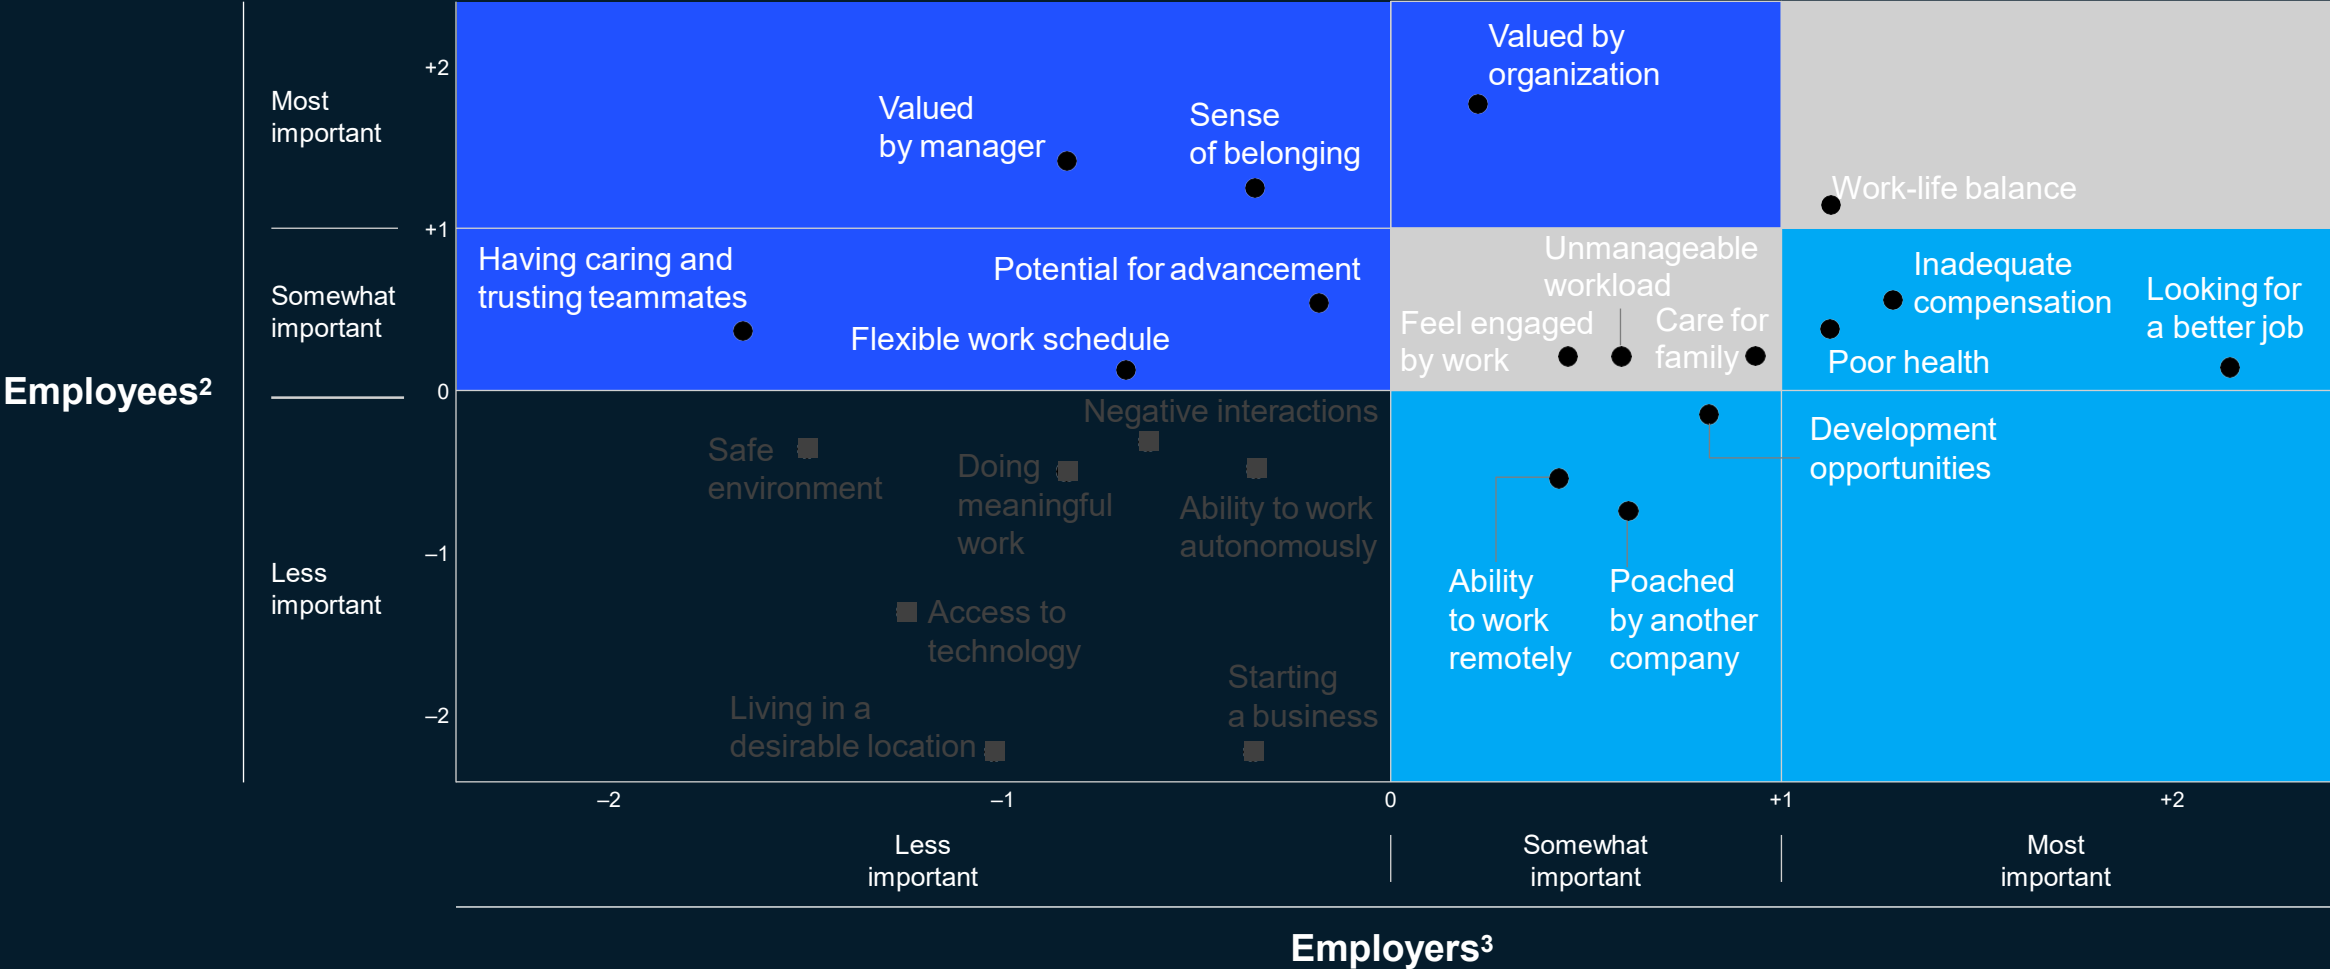 Valued by
organization
+2
Most
important
Valued
by manager
Sense
of belonging
Work-life balance
+1
Having caring and
trusting teammates
Potential for advancement
Unmanageable
workload
Inadequate
compensation
Looking for
a better job
Somewhat
important
Flexible work schedule
Feel engaged
by work
Care for
family
Poor health
Employees²
0
Negative interactions
Development
opportunities
Safe
environment
Doing
meaningful
work
Ability to work
autonomously
–1
Less
important
Ability
to work
remotely
Poached
by another
company
Access to
technology
Starting
a business
Living in a
desirable location
–2
–2
–1
0
+1
+2
Less
important
Somewhat
important
Most
important
Employers³